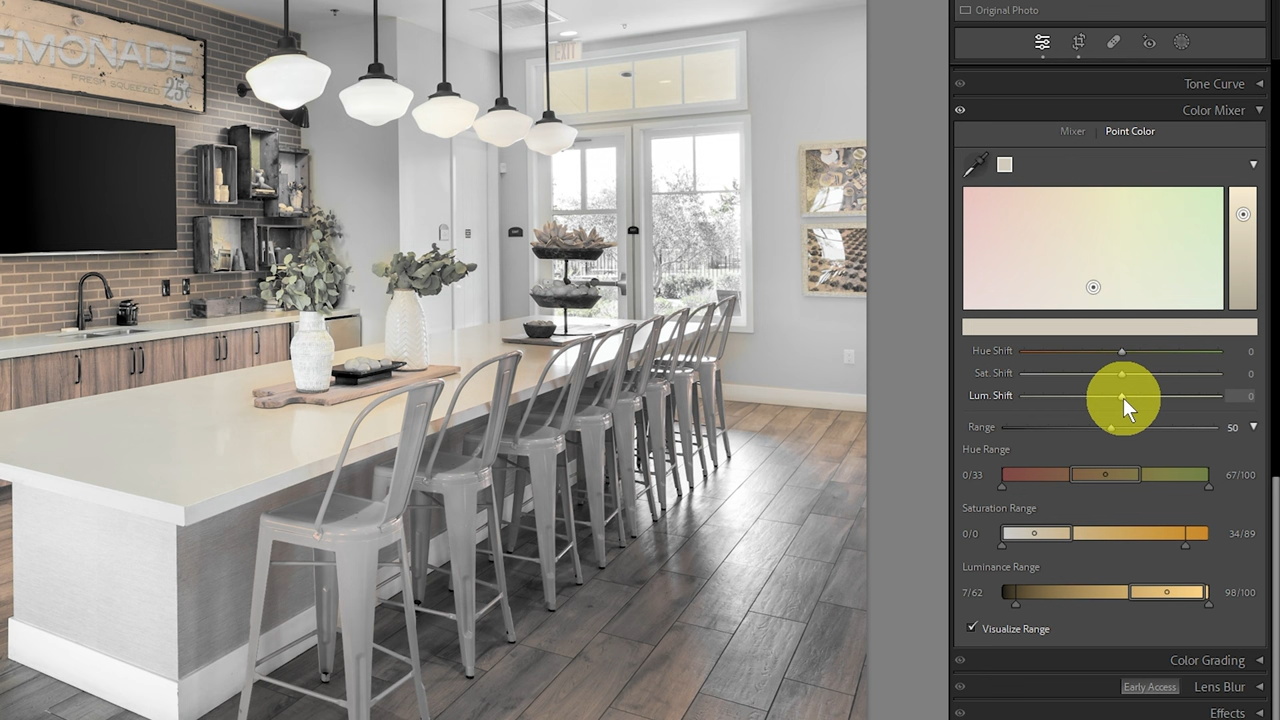 LEMONADE
FRESH SQUEEZED 25¢
EXIT
Original Photo
Tone Curve
Color Mixer
Mixer | Point Color
Hue Shift 0
Sat. Shift 0
Lum. Shift 0
Range 50
Hue Range
0/33 67/100
Saturation Range
0/0 34/89
Luminance Range
7/62 98/100
Visualize Range
Color Grading
Early Access Lens Blur
Effects